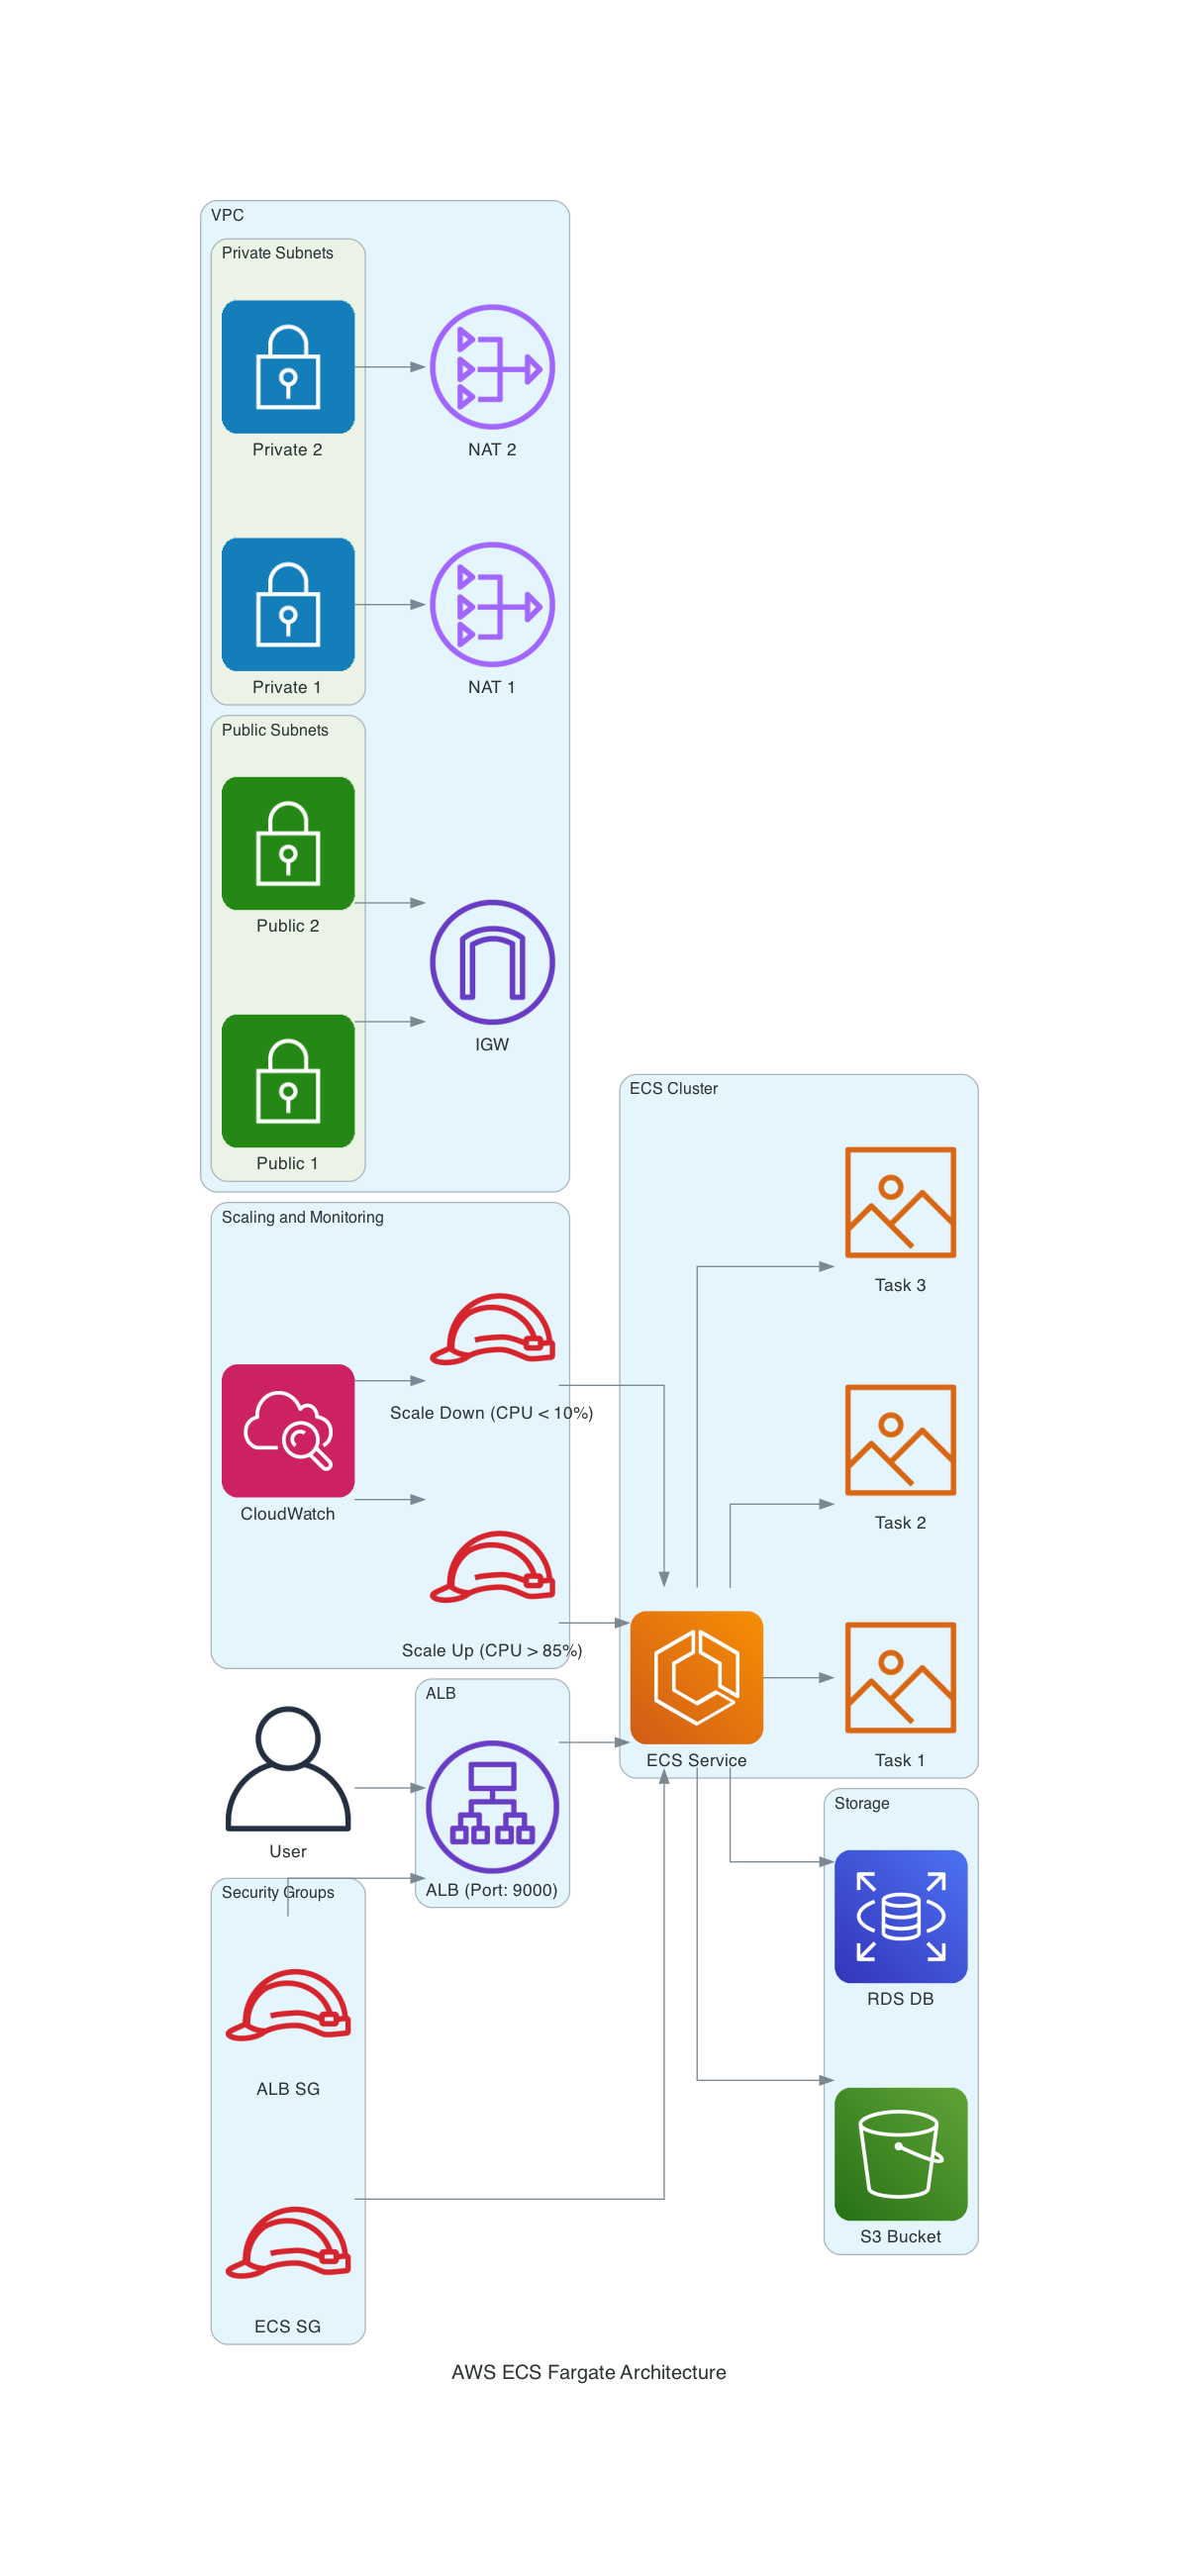 VPC
Private Subnets
Private 2
NAT 2
Private 1
NAT 1
Public Subnets
Public 2
IGW
Public 1
ECS Cluster
Task 3
Scaling and Monitoring
Scale Down (CPU < 10%)
CloudWatch
Task 2
Scale Up (CPU > 85%)
ALB
ECS Service
Task 1
User
ALB (Port: 9000)
Storage
RDS DB
S3 Bucket
Security Groups
ALB SG
ECS SG
AWS ECS Fargate Architecture